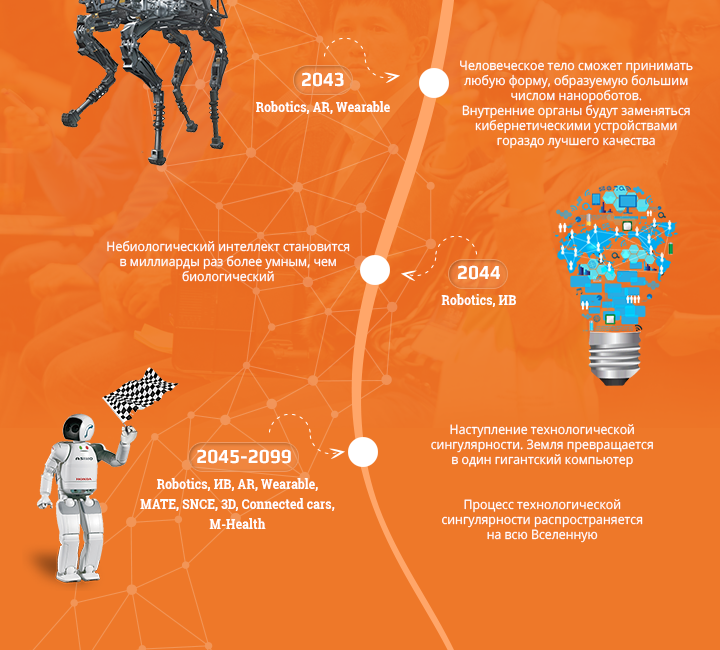 2043
Robotics, AR, Wearable
Человеческое тело сможет принимать
любую форму, образуемую большим
числом нанороботов.
Внутренние органы будут заменяться
кибернетическими устройствами
гораздо лучшего качества
Небиологический интеллект становится
в миллиарды раз более умным, чем
биологический
2044
Robotics, ИВ
2045-2099
Robotics, ИВ, AR, Wearable,
MATE, SNCE, 3D, Connected cars,
M-Health
Наступление технологической
сингулярности. Земля превращается
в один гигантский компьютер
Процесс технологической
сингулярности распространяется
на всю Вселенную
ASIMO
HONDA